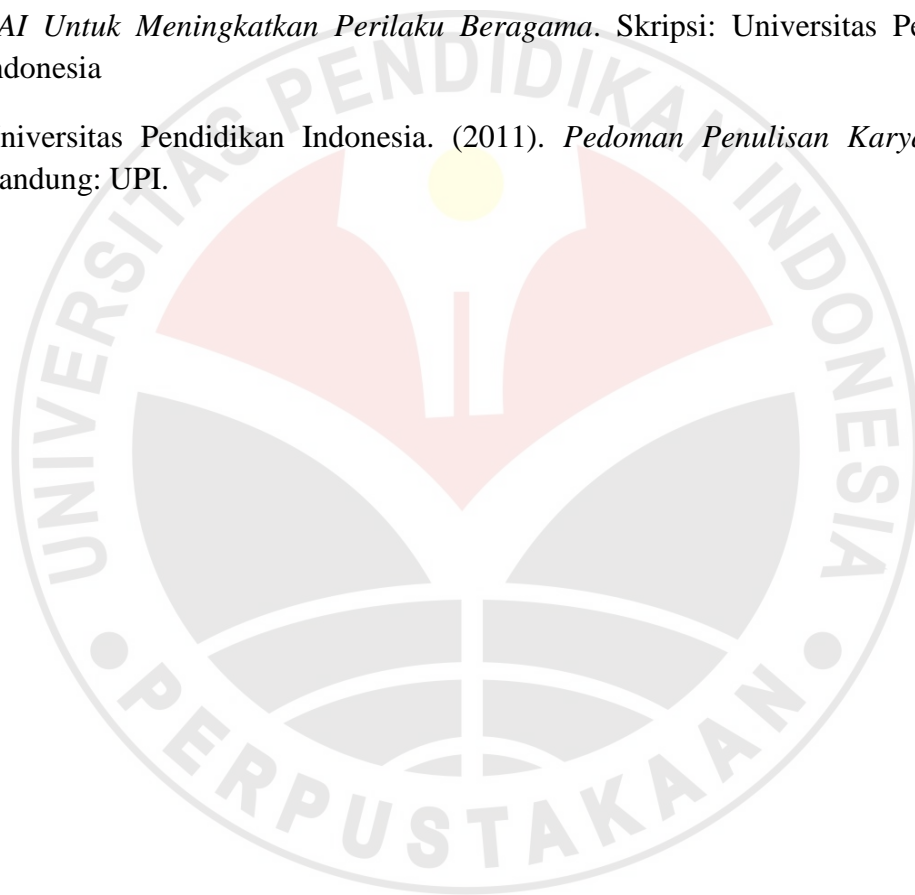 AI Untuk Meningkatkan Perilaku Beragama. Skripsi: Universitas Pe
ndonesia
niversitas Pendidikan Indonesia. (2011). Pedoman Penulisan Karya
andung: UPI.
UNIVERSITAS PENDIDIKAN INDONESIA
• PERPUSTAKAAN •